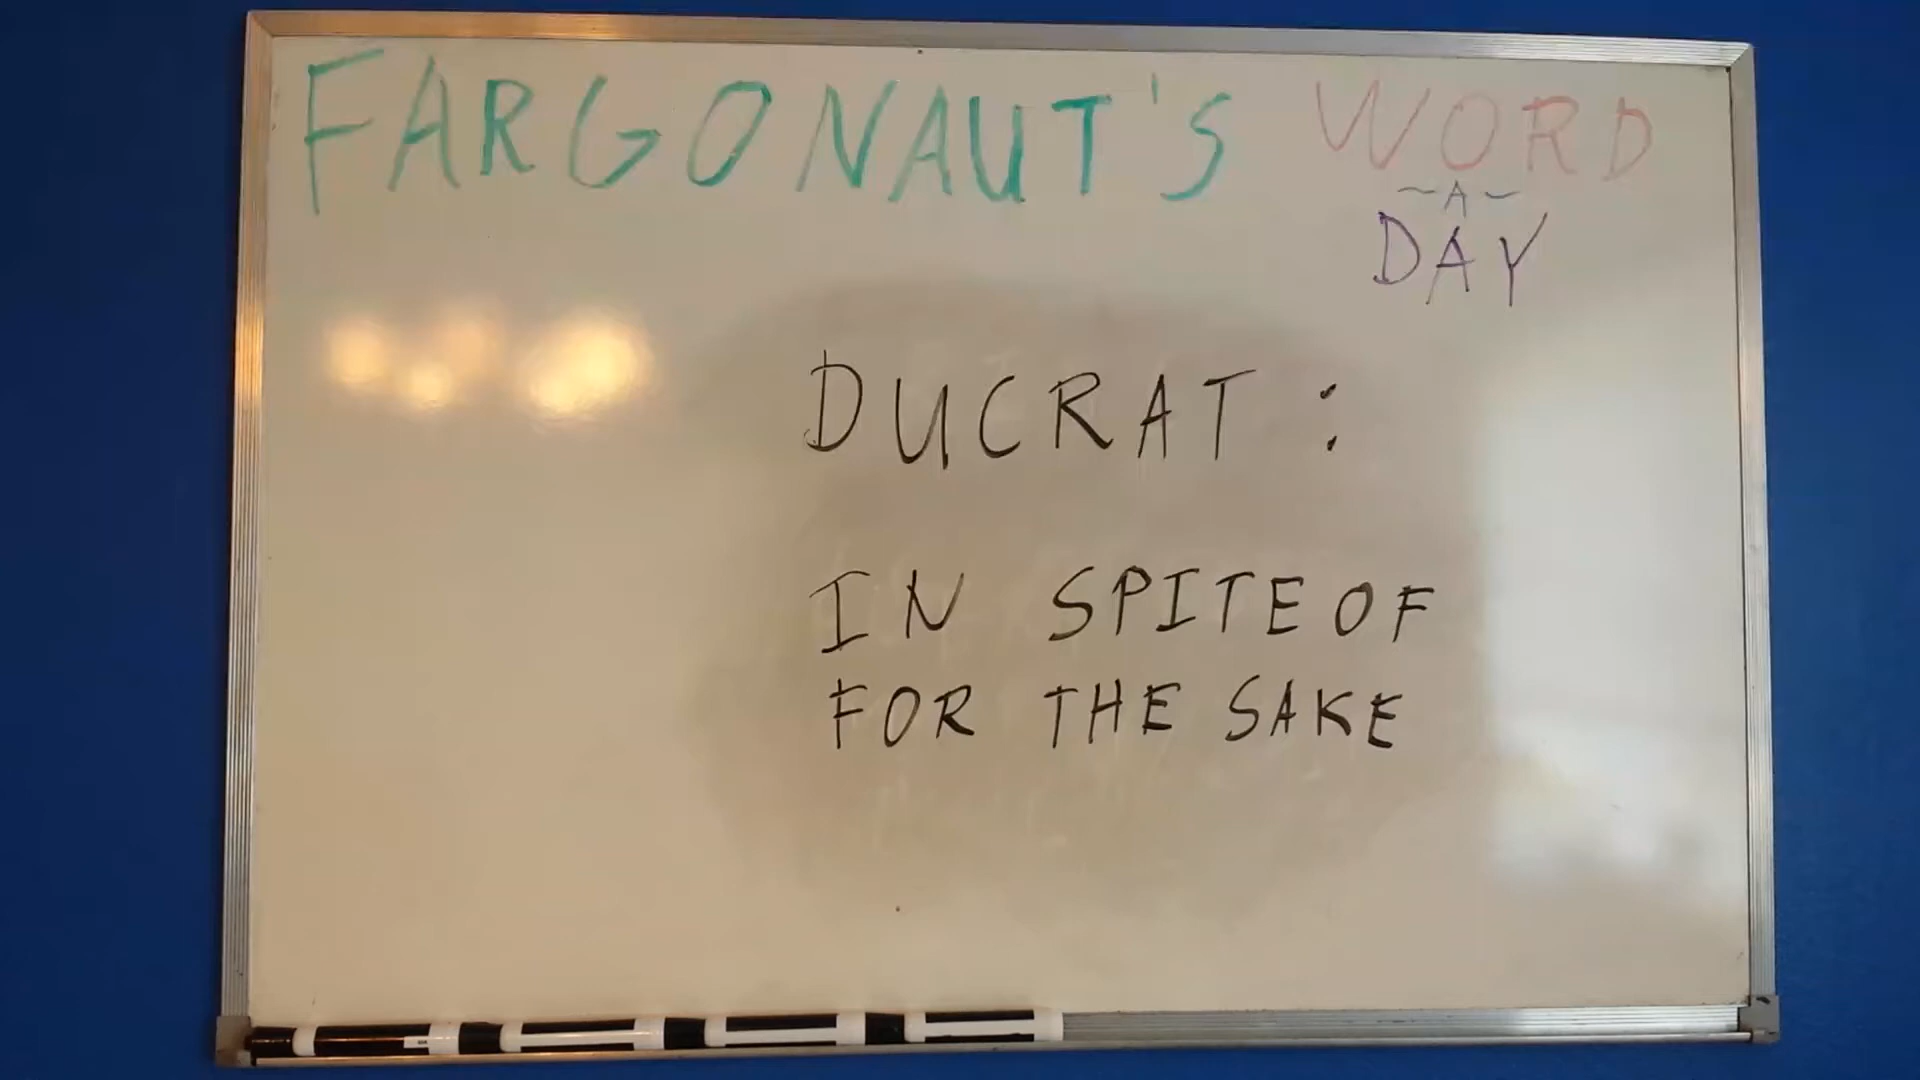 FARGONAUT'S WORD
~A~
DAY
DUCRAT:
IN SPITE OF
FOR THE SAKE